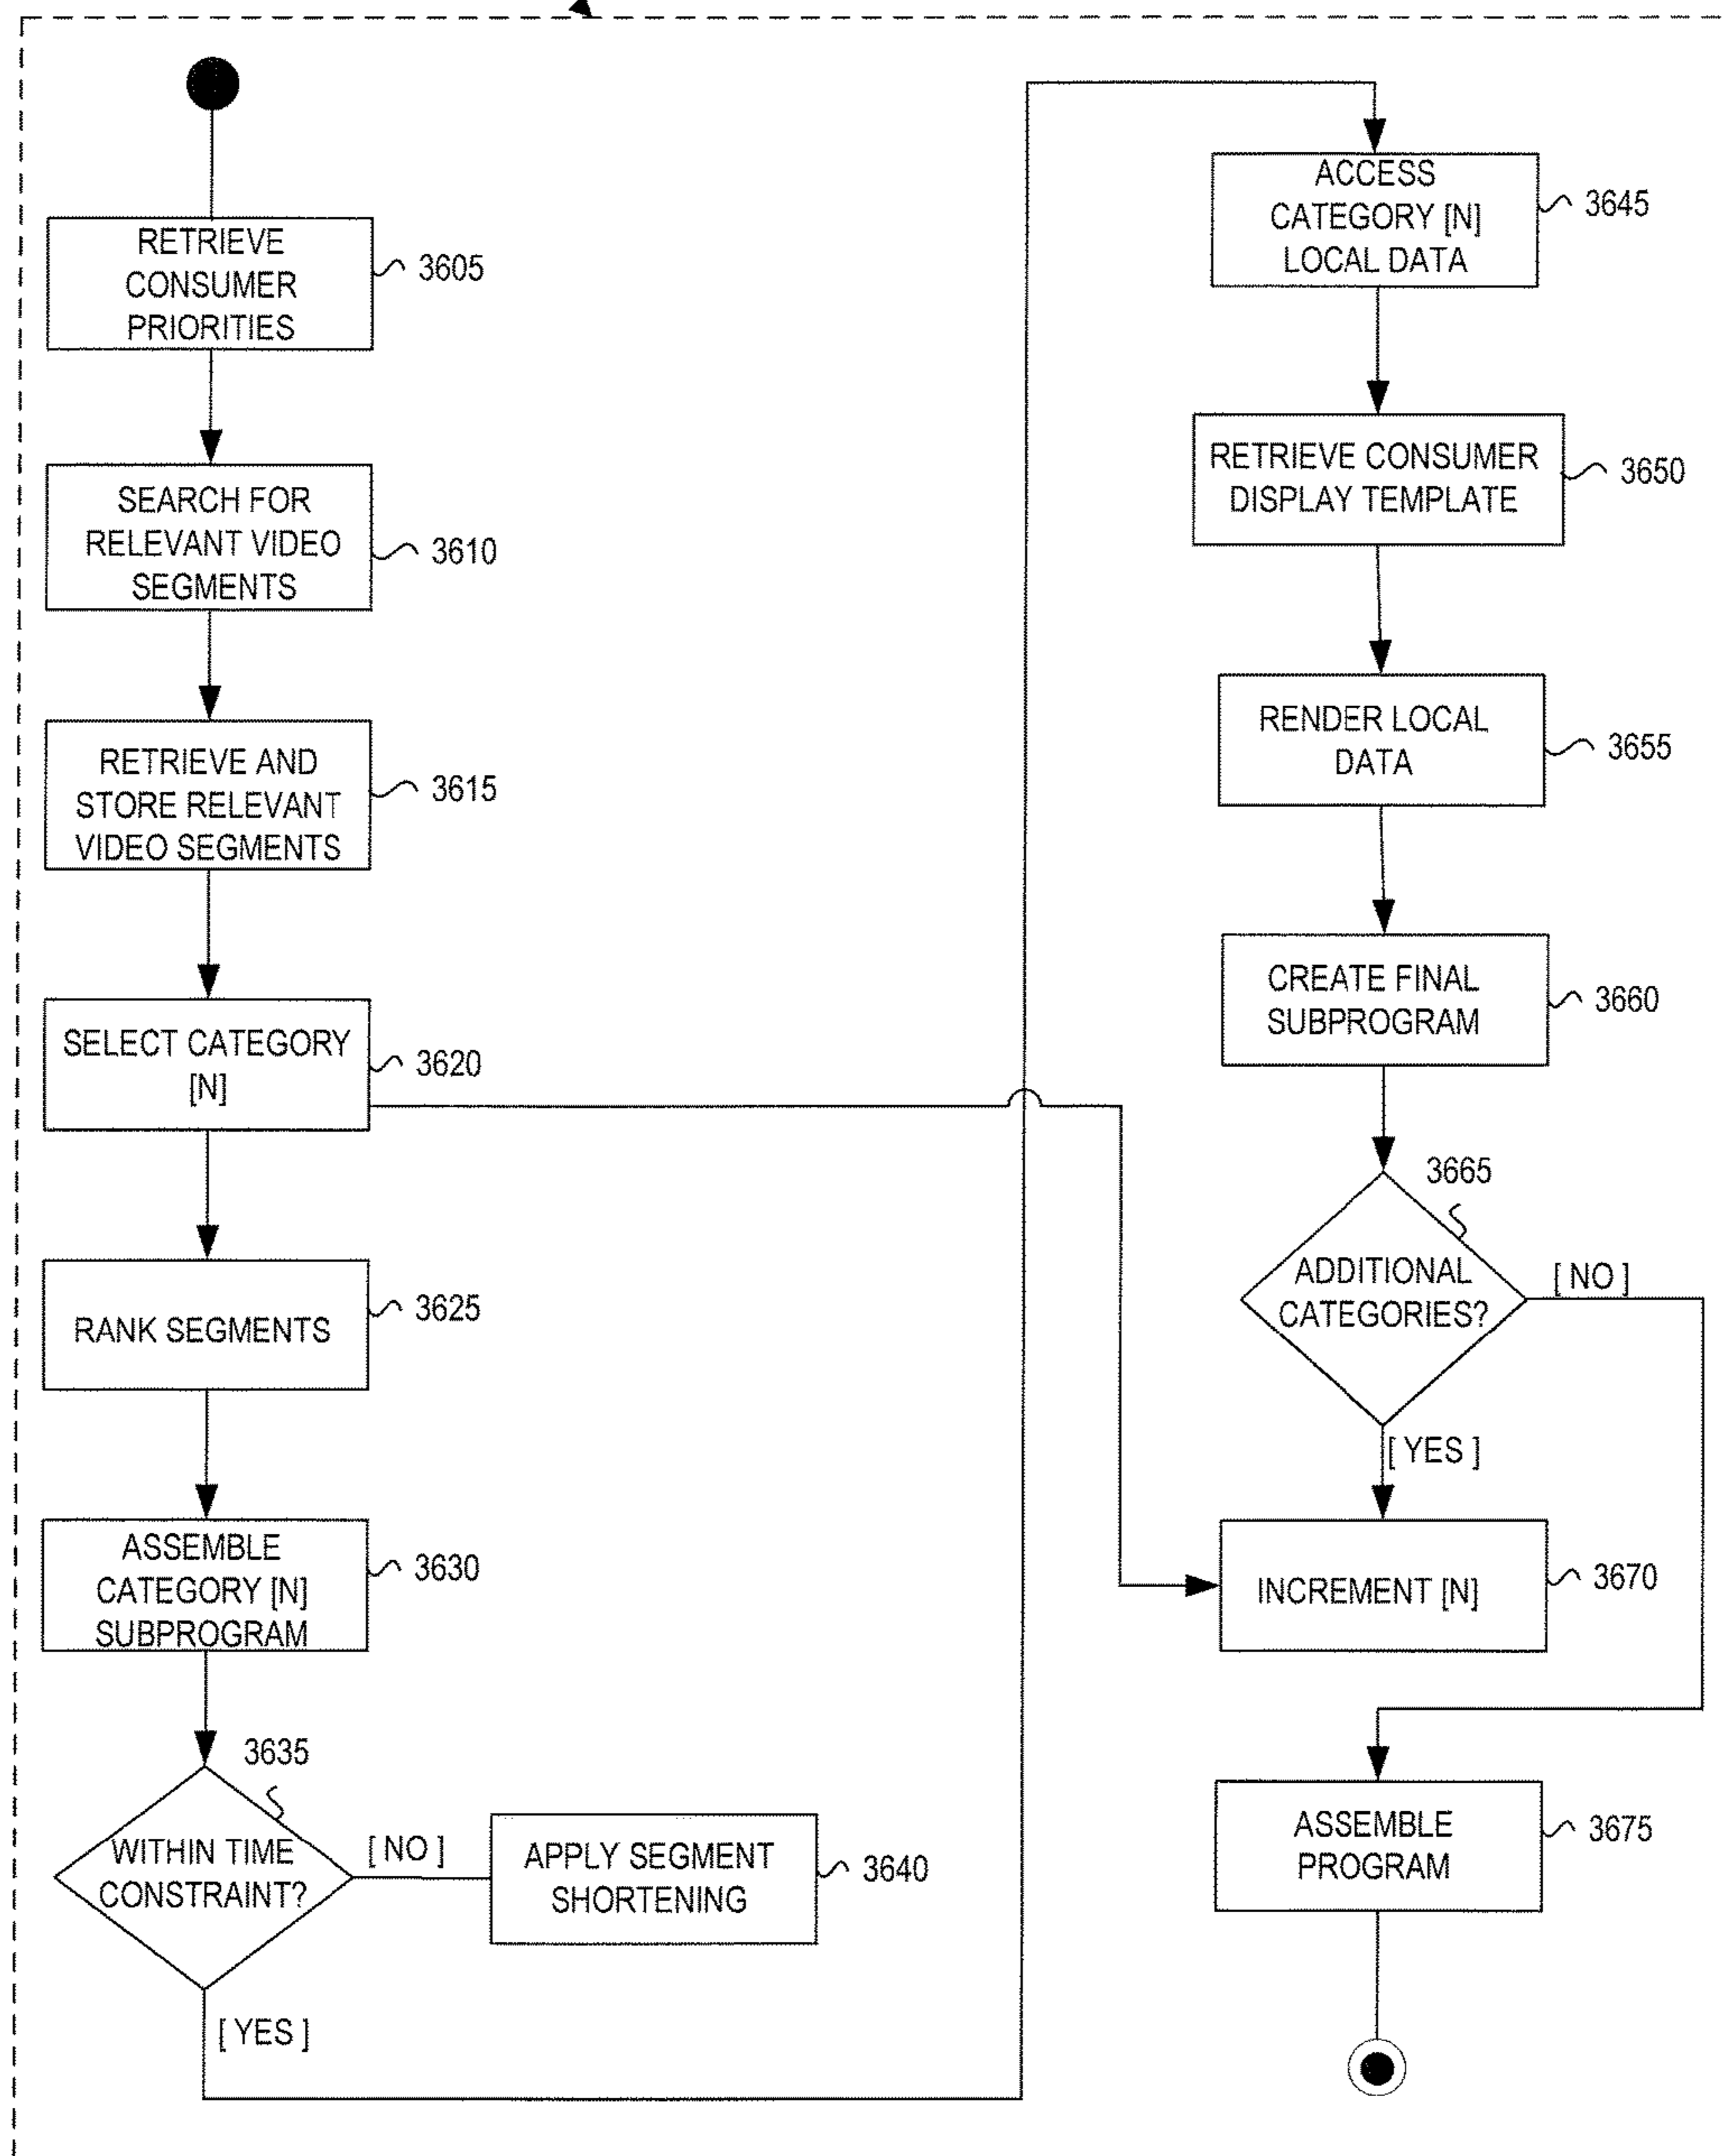 RETRIEVE
CONSUMER
PRIORITIES
3605
SEARCH FOR
RELEVANT VIDEO
SEGMENTS
3610
RETRIEVE AND
STORE RELEVANT
VIDEO SEGMENTS
3615
SELECT CATEGORY
[N]
3620
RANK SEGMENTS
3625
ASSEMBLE
CATEGORY [N]
SUBPROGRAM
3630
3635
WITHIN TIME
CONSTRAINT?
[ NO ]
APPLY SEGMENT
SHORTENING
3640
[ YES ]
ACCESS
CATEGORY [N]
LOCAL DATA
3645
RETRIEVE CONSUMER
DISPLAY TEMPLATE
3650
RENDER LOCAL
DATA
3655
CREATE FINAL
SUBPROGRAM
3660
3665
ADDITIONAL
CATEGORIES?
[ NO ]
[ YES ]
INCREMENT [N]
3670
ASSEMBLE
PROGRAM
3675